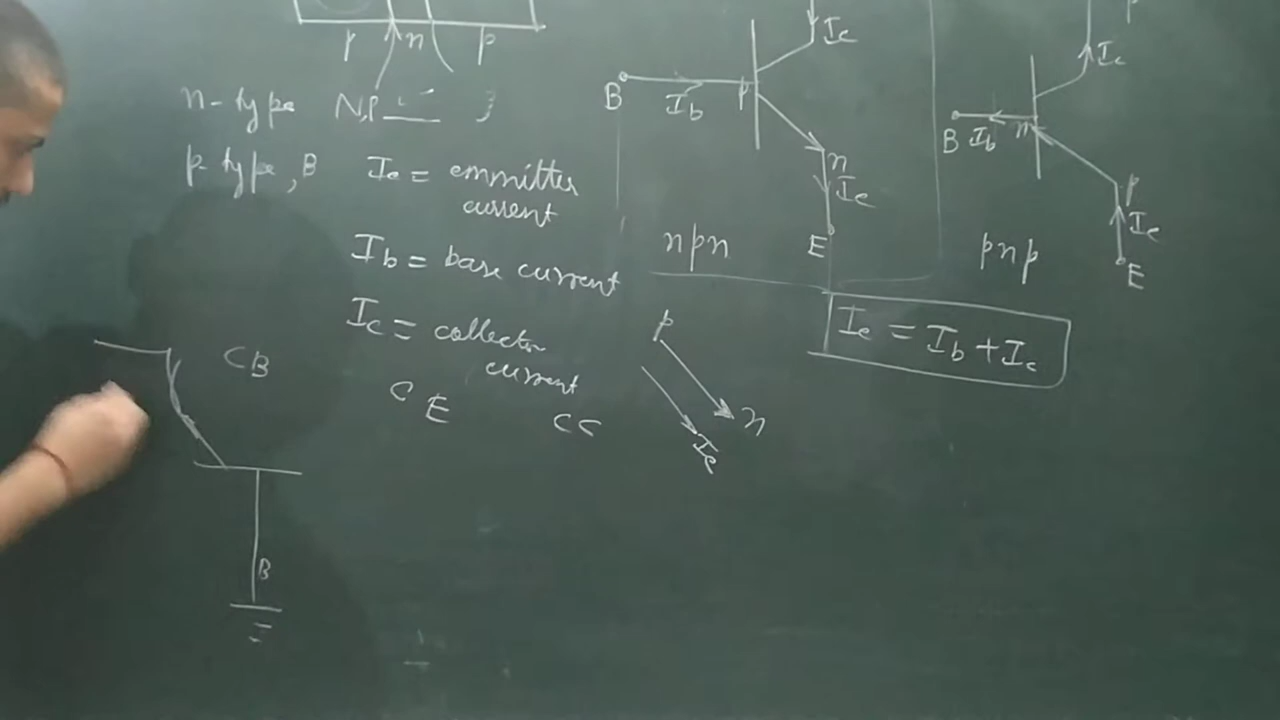 p n p
n-type N,P
p-type, B
Ie = emmitter
current
Ib = base current
Ic = collector
current
CB
CE
CC
B
Ic
B
Ib
p
n
Ie
E
npn
p
Ic
B
Ib
n
p
Ie
E
pnp
Ie = Ib + Ic
p
n
Ie